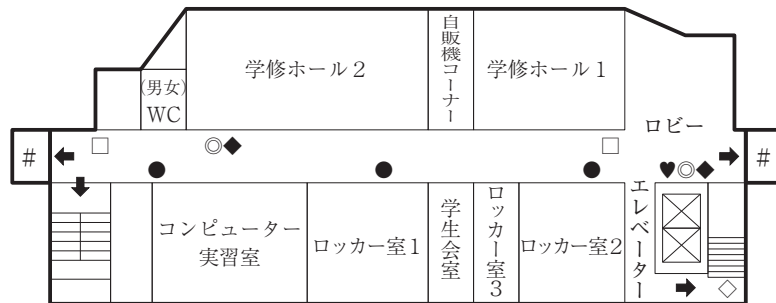 学修ホール2
自販機コーナー
学修ホール1
(男女)
WC
ロビー
#
#
コンピューター
実習室
ロッカー室1
学生会室
ロッカー室3
ロッカー室2
エレベーター